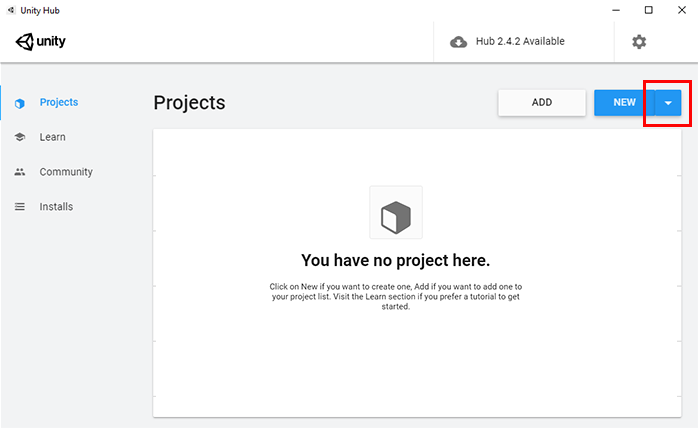 Unity Hub
unity
Hub 2.4.2 Available
Projects
Learn
Community
Installs
Projects
ADD
NEW
You have no project here.
Click on New if you want to create one, Add if you want to add one to
your project list. Visit the Learn section if you prefer a tutorial to get
started.